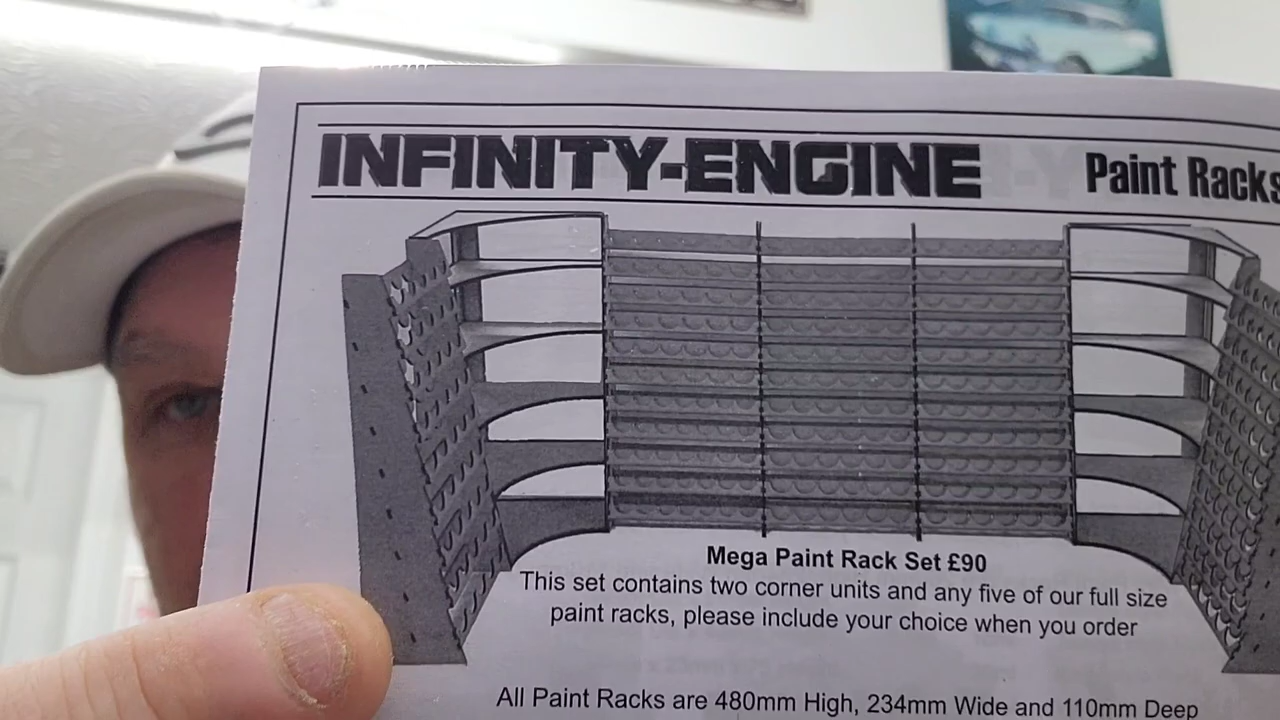 INFINITY-ENGINE
Paint Racks
Mega Paint Rack Set £90
This set contains two corner units and any five of our full size
paint racks, please include your choice when you order
All Paint Racks are 480mm High, 234mm Wide and 110mm Deep